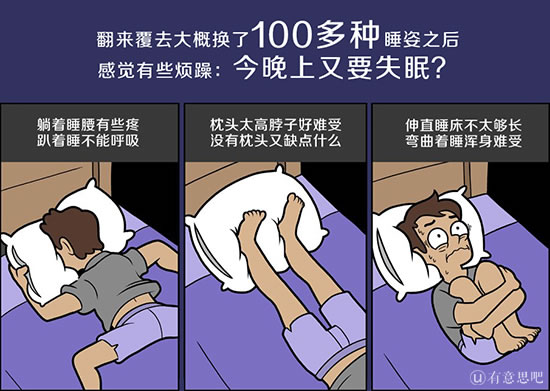 翻来覆去大概换了100多种睡姿之后
感觉有些烦躁：今晚上又要失眠？
躺着睡腰有些疼
趴着睡不能呼吸
枕头太高脖子好难受
没有枕头又缺点什么
伸直睡床不太够长
弯曲着睡浑身难受
u有意思吧